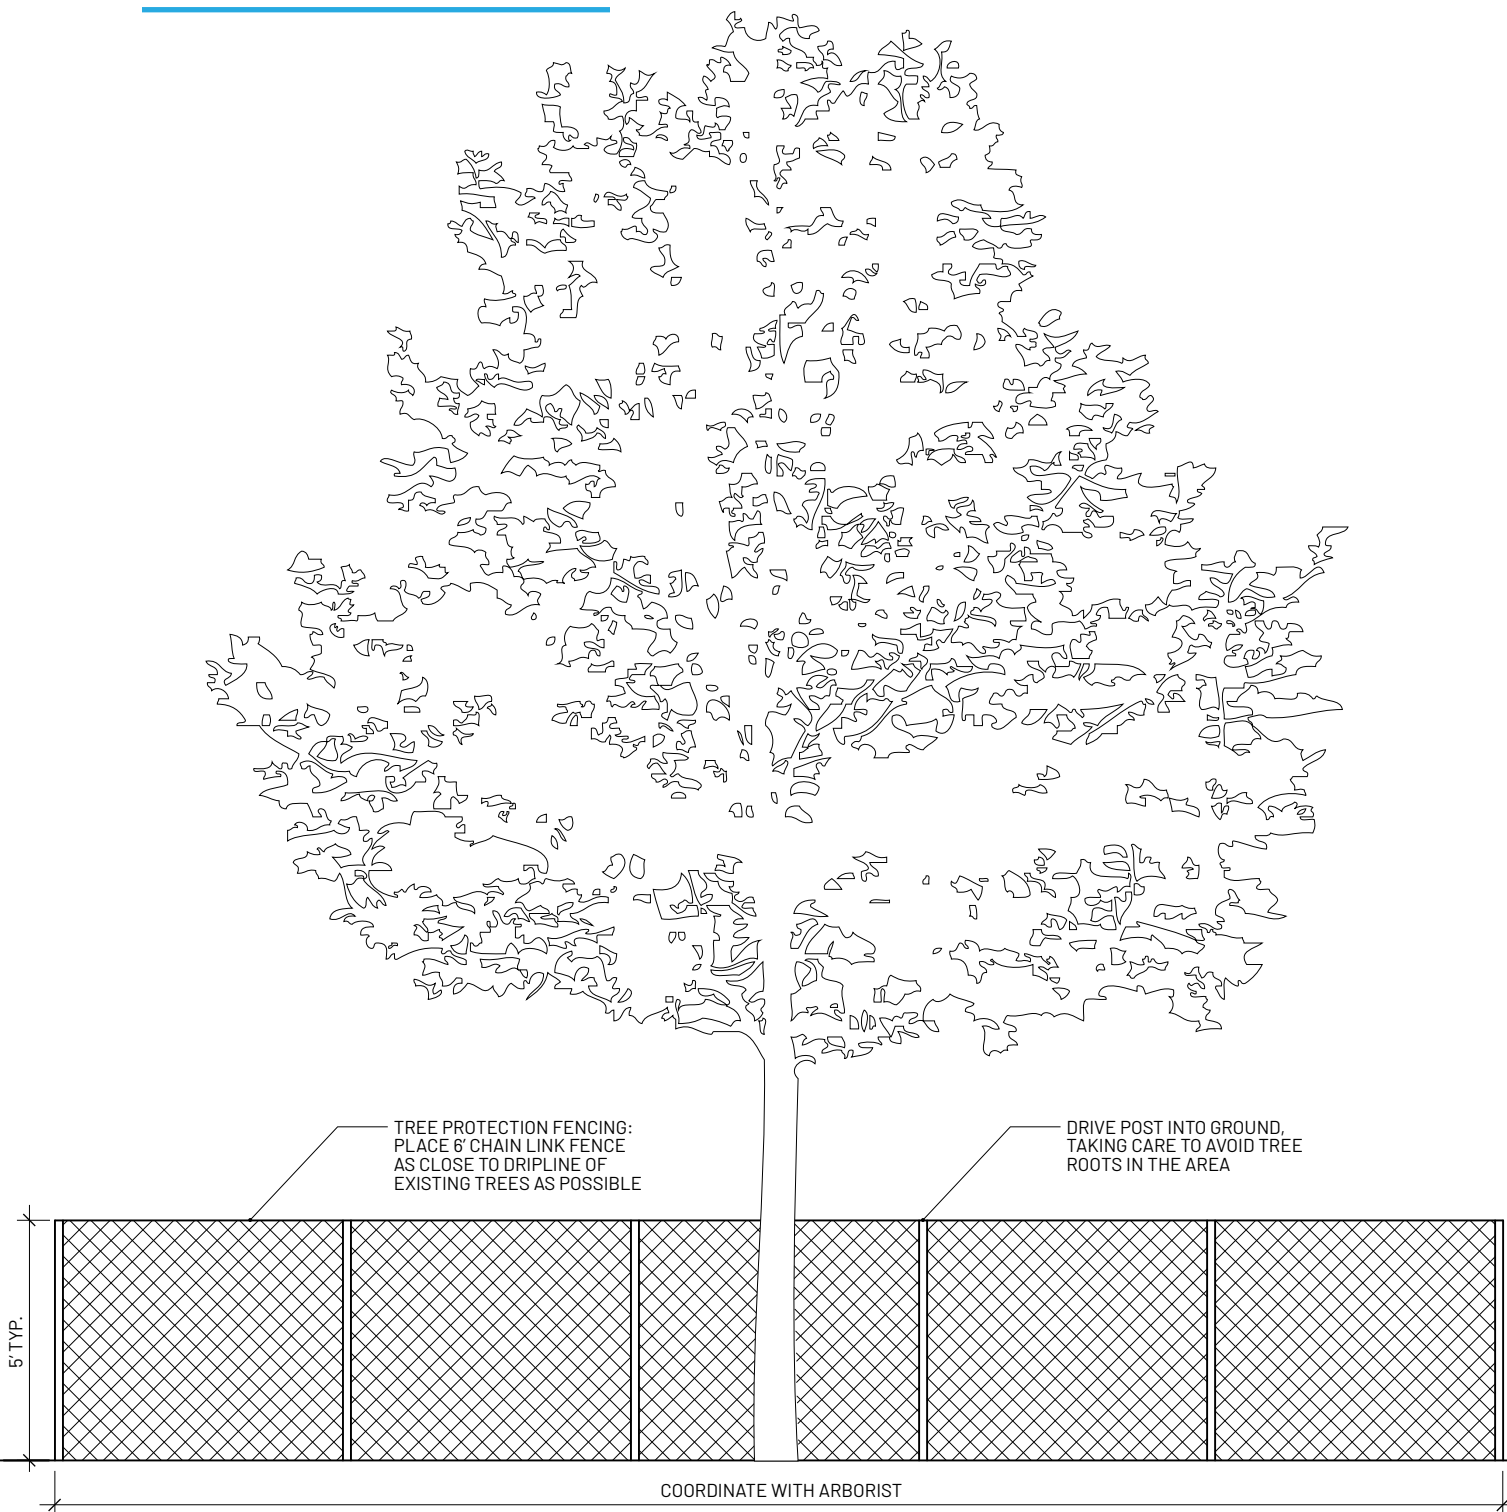 TREE PROTECTION FENCING:
PLACE 6' CHAIN LINK FENCE
AS CLOSE TO DRIPLINE OF
EXISTING TREES AS POSSIBLE
DRIVE POST INTO GROUND,
TAKING CARE TO AVOID TREE
ROOTS IN THE AREA
5' TYP.
COORDINATE WITH ARBORIST